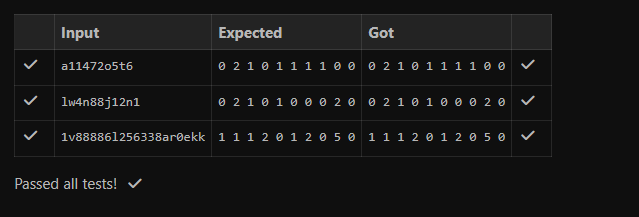 Input Expected Got
a11472o5t6 0 2 1 0 1 1 1 1 0 0 0 2 1 0 1 1 1 1 0 0
lw4n88j12n1 0 2 1 0 1 0 0 0 2 0 0 2 1 0 1 0 0 0 2 0
1v88886l256338ar0ekk 1 1 1 2 0 1 2 0 5 0 1 1 1 2 0 1 2 0 5 0
Passed all tests!